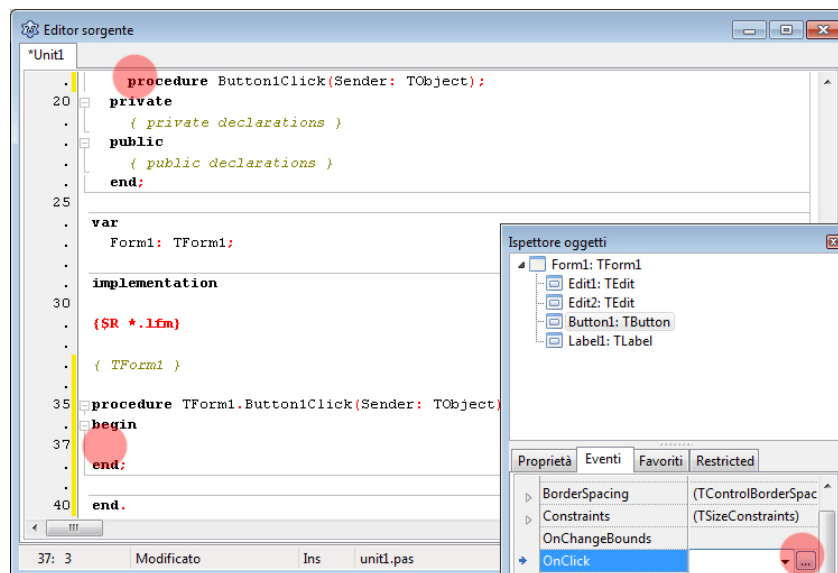 Editor sorgente
*Unit1
. procedure Button1Click(Sender: TObject);
20 private
. { private declarations }
. public
. { public declarations }
. end;
25
. var
. Form1: TForm1;
.
. implementation
30
. {$R *.lfm}
.
. { TForm1 }
.
35 procedure TForm1.Button1Click(Sender: TObject)
. begin
37
. end;
.
40 end.
37: 3 Modificato Ins unit1.pas
Ispettore oggetti
Form1: TForm1
Edit1: TEdit
Edit2: TEdit
Button1: TButton
Label1: TLabel
Proprietà Eventi Favoriti Restricted
BorderSpacing (TControlBorderSpac
Constraints (TSizeConstraints)
OnChangeBounds
OnClick ...